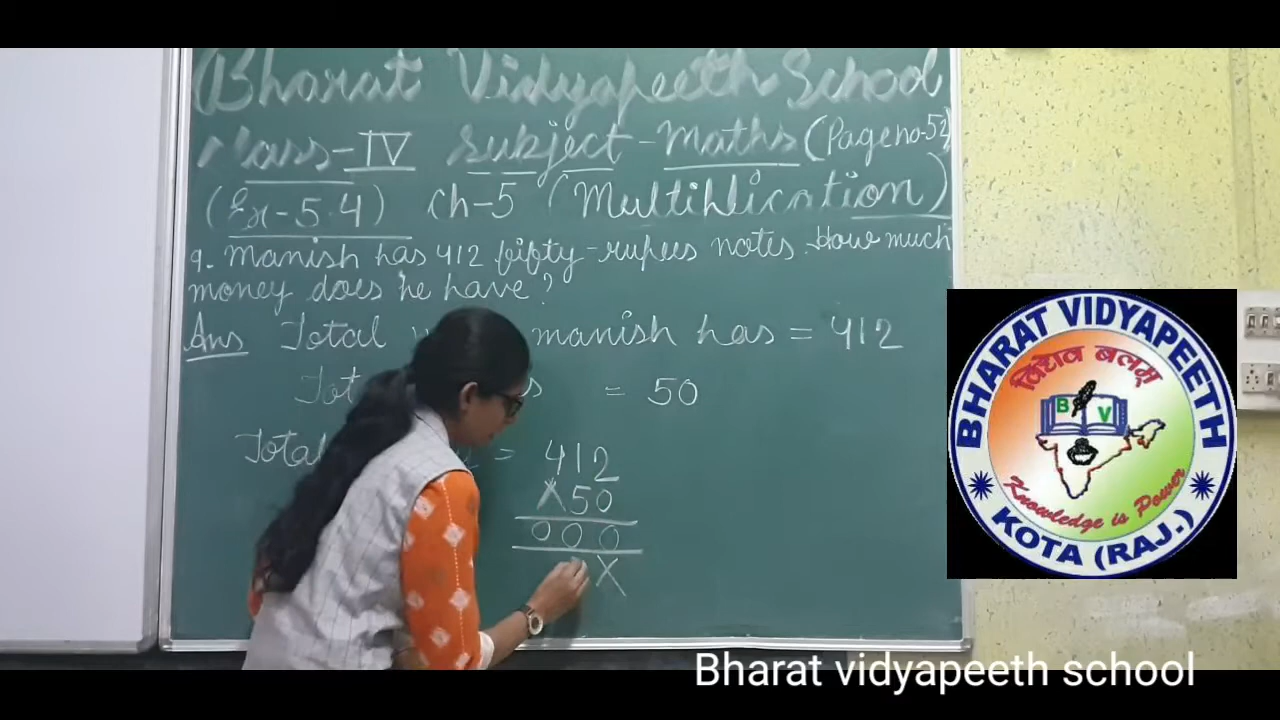 Bharat Vidyapeeth School
Class-IV Subject-Maths (Page no-52)
(Ex-5.4) Ch-5 (Multiplication)
9. Manish has 412 fifty-rupees notes. How much
money does he have?
Ans Total manish has = 412
= 50
Total = 412
X50
000
X
BHARAT VIDYAPEETH
विद्यैव बलम्
B V
Knowledge is Power
KOTA (RAJ.)
Bharat vidyapeeth school